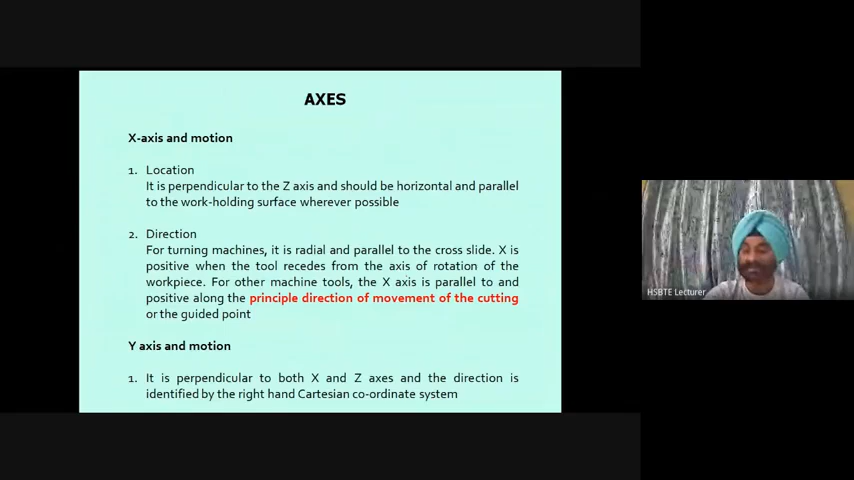 AXES
X-axis and motion
1. Location
It is perpendicular to the Z axis and should be horizontal and parallel
to the work-holding surface wherever possible
2. Direction
For turning machines, it is radial and parallel to the cross slide. X is
positive when the tool recedes from the axis of rotation of the
workpiece. For other machine tools, the X axis is parallel to and
positive along the principle direction of movement of the cutting
or the guided point
Y axis and motion
1. It is perpendicular to both X and Z axes and the direction is
identified by the right hand Cartesian co-ordinate system
HSBTE Lecturer